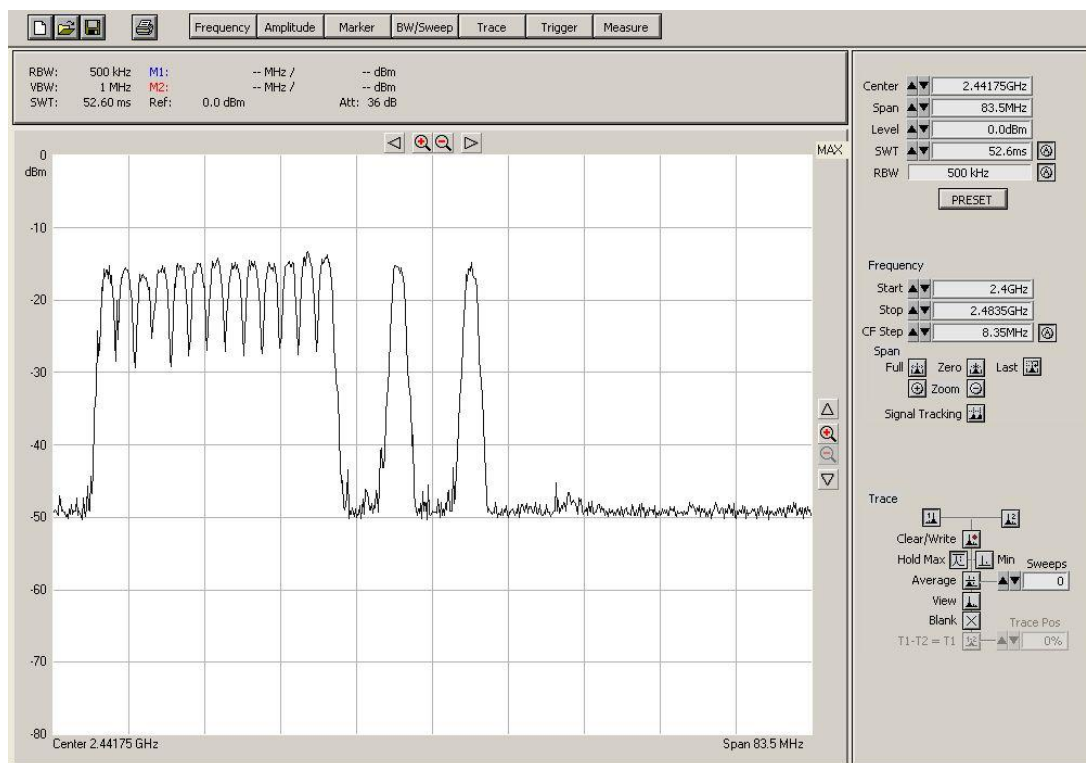 Frequency Amplitude Marker BW/Sweep Trace Trigger Measure
RBW: 500 kHz M1: -- MHz / -- dBm
VBW: 1 MHz M2: -- MHz / -- dBm
SWT: 52.60 ms Ref: 0.0 dBm Att: 36 dB
MAX
0
dBm
-10
-20
-30
-40
-50
-60
-70
-80
Center 2.44175 GHz Span 83.5 MHz
Center 2.44175GHz
Span 83.5MHz
Level 0.0dBm
SWT 52.6ms
RBW 500 kHz
PRESET
Frequency
Start 2.4GHz
Stop 2.4835GHz
CF Step 8.35MHz
Span
Full Zero Last
Zoom
Signal Tracking
Trace
1 2
Clear/Write
Hold Max Min Sweeps
Average 0
View
Blank Trace Pos
T1-T2 = T1 0%